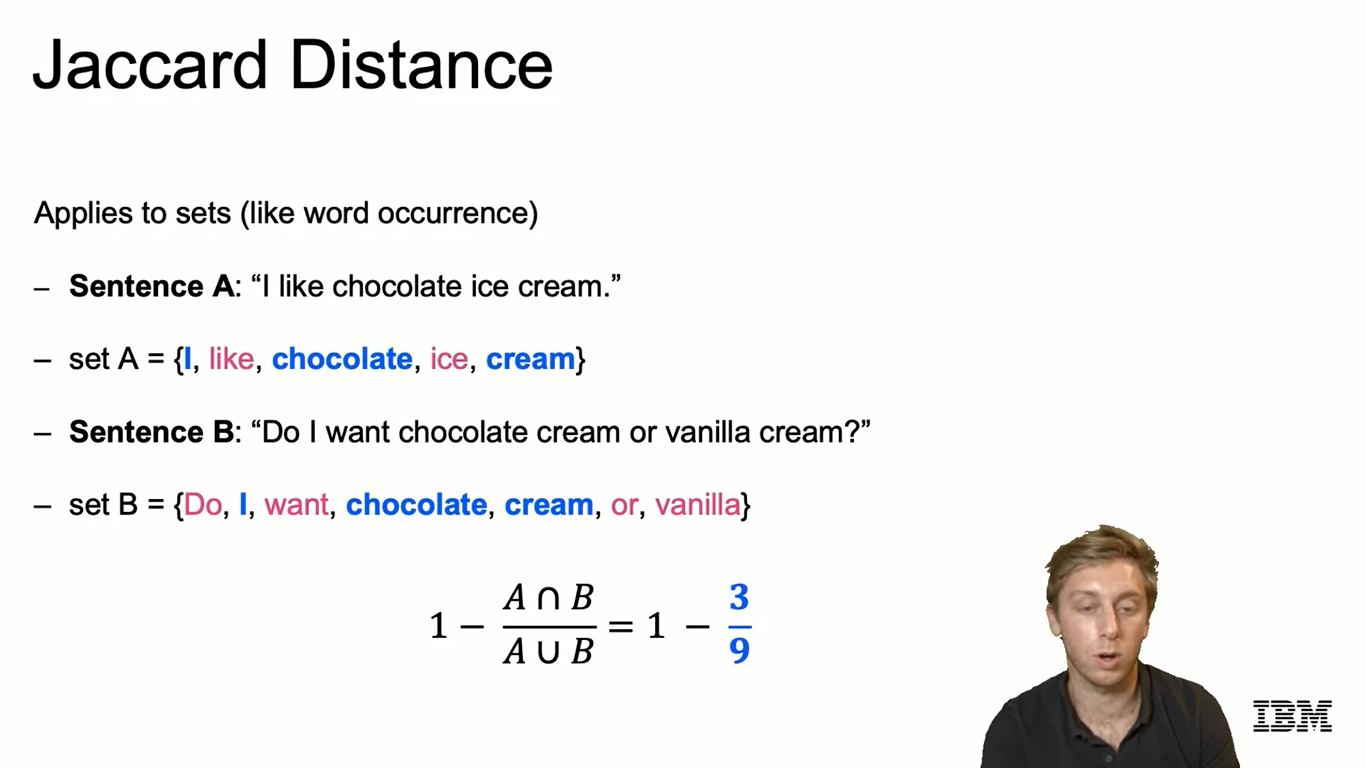 Jaccard Distance
Applies to sets (like word occurrence)
– Sentence A: “I like chocolate ice cream.”
– set A = {I, like, chocolate, ice, cream}
– Sentence B: “Do I want chocolate cream or vanilla cream?”
– set B = {Do, I, want, chocolate, cream, or, vanilla}
1 − A ∩ B / A ∪ B = 1 − 3 / 9
IBM